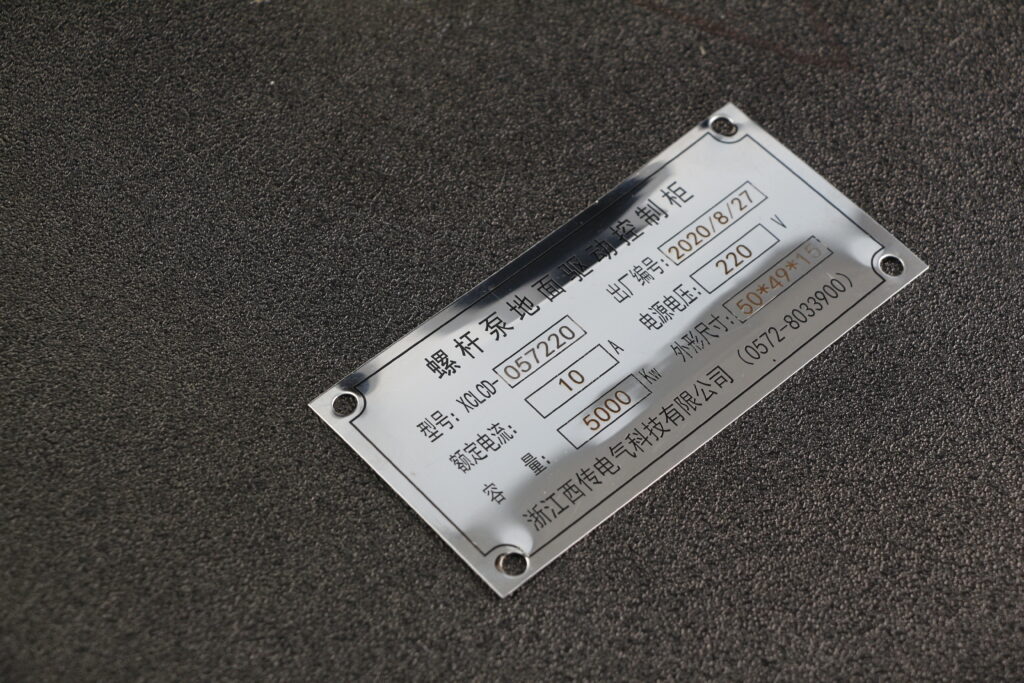 螺杆泵地面驱动控制柜
型号: XCLCD-057220 出厂编号: 2020/8/27
额定电流: 10 A 电源电压: 220 V
容量: 5000 Kw 外形尺寸: 50*49*15
浙江西传电气科技有限公司 (0572-8033900)